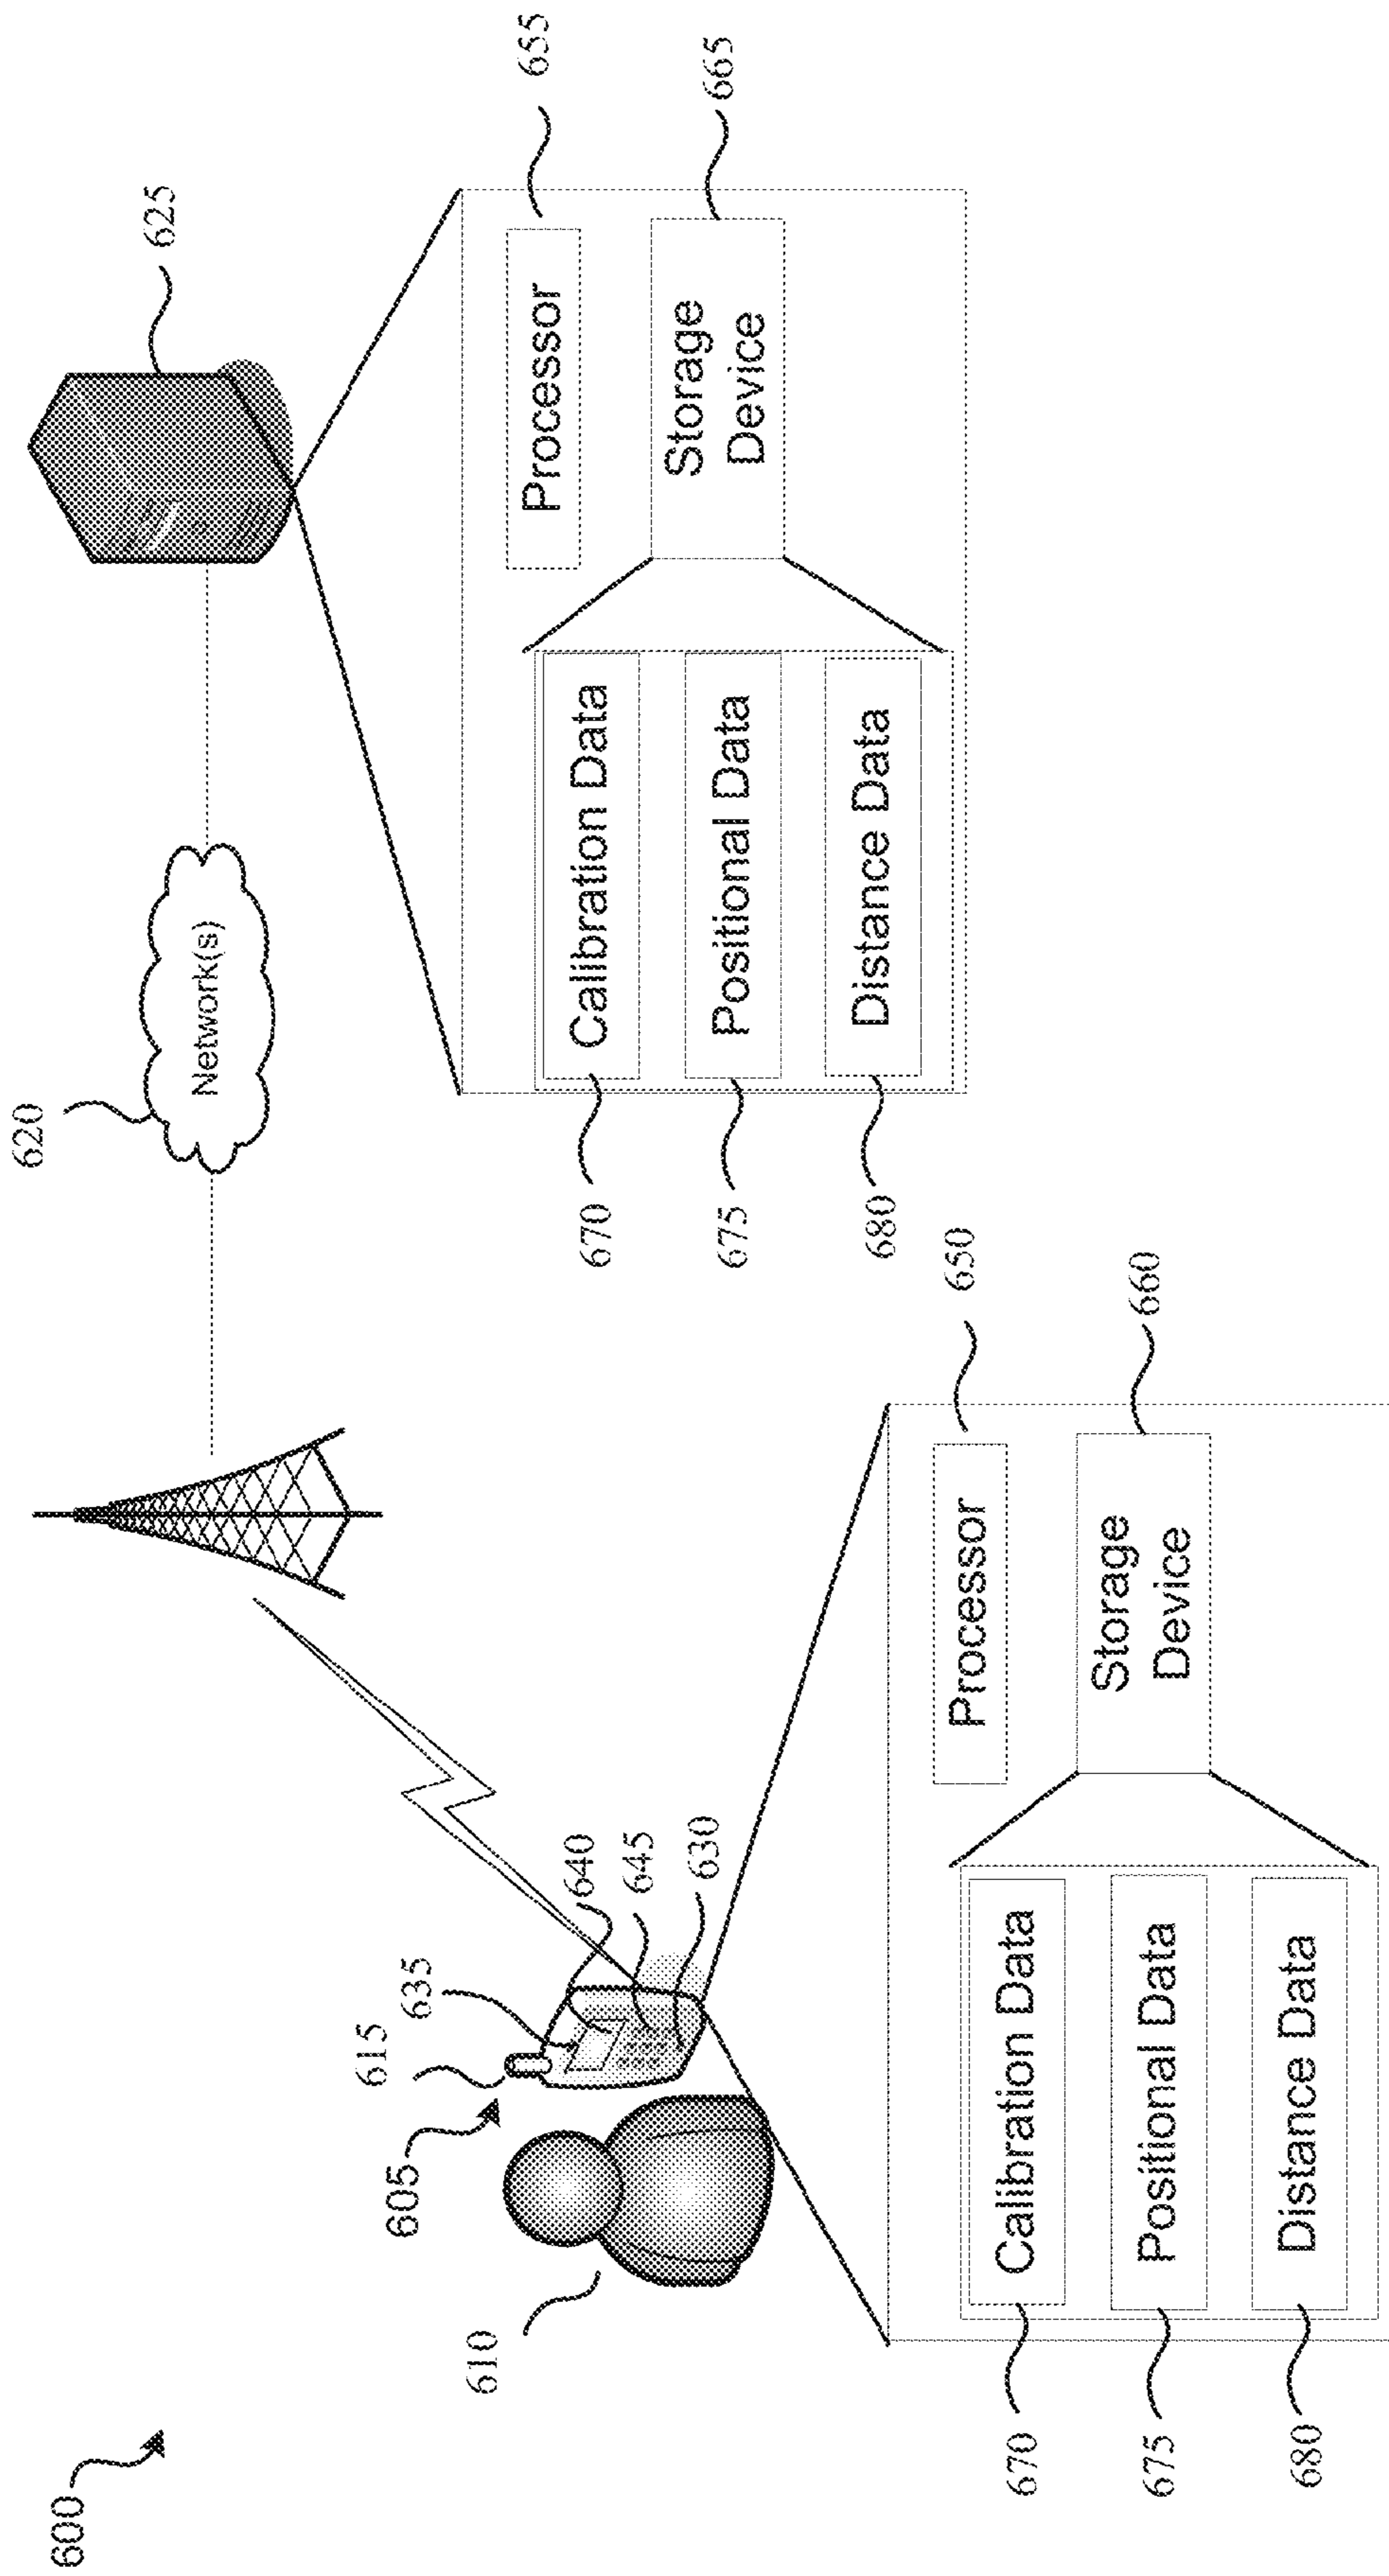 600
605
610
615
635
640
645
630
620
Network(s)
625
Processor
655
Storage
Device
665
Calibration Data
670
Positional Data
675
Distance Data
680
Processor
650
Storage
Device
660
Calibration Data
670
Positional Data
675
Distance Data
680